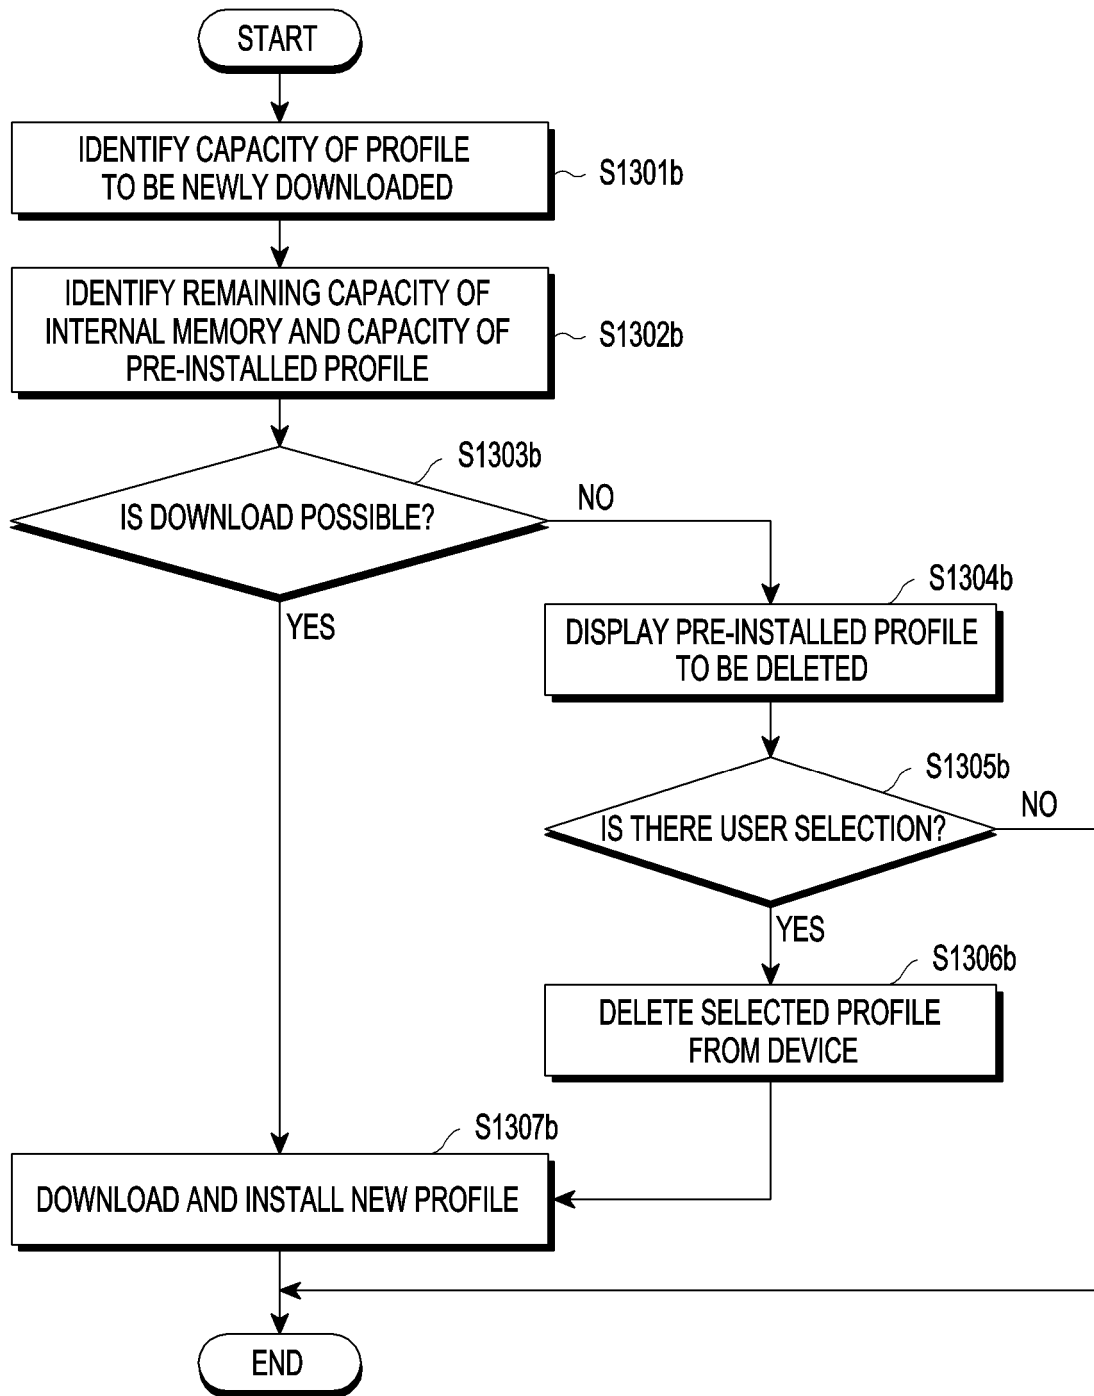 START
IDENTIFY CAPACITY OF PROFILE
TO BE NEWLY DOWNLOADED
S1301b
IDENTIFY REMAINING CAPACITY OF
INTERNAL MEMORY AND CAPACITY OF
PRE-INSTALLED PROFILE
S1302b
S1303b
IS DOWNLOAD POSSIBLE?
NO
YES
S1304b
DISPLAY PRE-INSTALLED PROFILE
TO BE DELETED
S1305b
IS THERE USER SELECTION?
NO
YES
S1306b
DELETE SELECTED PROFILE
FROM DEVICE
S1307b
DOWNLOAD AND INSTALL NEW PROFILE
END